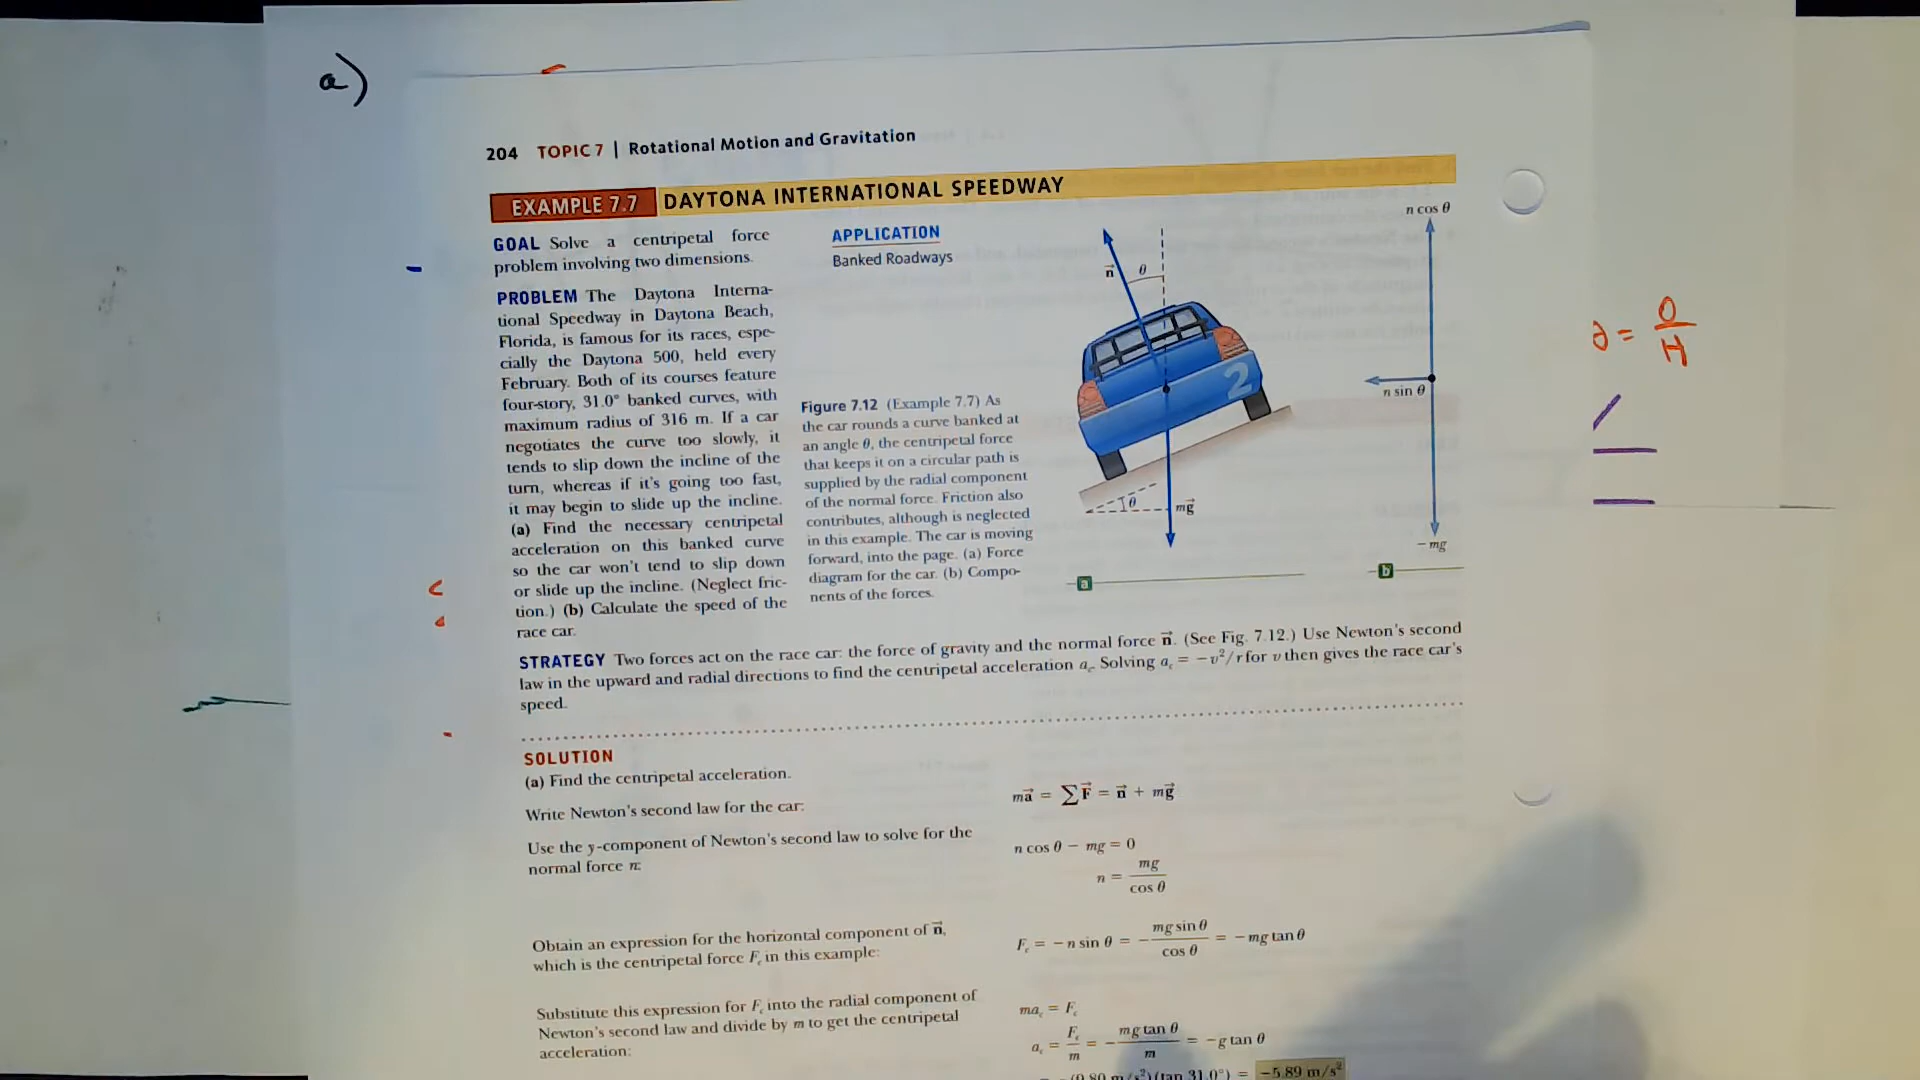 a)
204 TOPIC 7 | Rotational Motion and Gravitation
EXAMPLE 7.7 DAYTONA INTERNATIONAL SPEEDWAY
GOAL Solve a centripetal force
problem involving two dimensions.
PROBLEM The Daytona Interna-
tional Speedway in Daytona Beach,
Florida, is famous for its races, espe-
cially the Daytona 500, held every
February. Both of its courses feature
four-story, 31.0° banked curves, with
maximum radius of 316 m. If a car
negotiates the curve too slowly, it
tends to slip down the incline of the
turn, whereas if it's going too fast,
it may begin to slide up the incline.
(a) Find the necessary centripetal
acceleration on this banked curve
so the car won't tend to slip down
or slide up the incline. (Neglect fric-
tion.) (b) Calculate the speed of the
race car.
APPLICATION
Banked Roadways
Figure 7.12 (Example 7.7) As
the car rounds a curve banked at
an angle θ, the centripetal force
that keeps it on a circular path is
supplied by the radial component
of the normal force. Friction also
contributes, although is neglected
in this example. The car is moving
forward, into the page. (a) Force
diagram for the car. (b) Compo-
nents of the forces.
n⃗ θ
2
θ
mg⃗
a
n cos θ
n sin θ
−mg
b
= O/H
STRATEGY Two forces act on the race car: the force of gravity and the normal force n⃗. (See Fig. 7.12.) Use Newton's second
law in the upward and radial directions to find the centripetal acceleration a_c. Solving a_c = −v²/r for v then gives the race car's
speed.
SOLUTION
(a) Find the centripetal acceleration.
Write Newton's second law for the car: ma⃗ = ∑F⃗ = n⃗ + mg⃗
Use the y-component of Newton's second law to solve for the
normal force n:
n cos θ − mg = 0
n = mg/cos θ
Obtain an expression for the horizontal component of n⃗,
which is the centripetal force F_c in this example:
F_c = −n sin θ = −mg sin θ/cos θ = −mg tan θ
Substitute this expression for F_c into the radial component of
Newton's second law and divide by m to get the centripetal
acceleration:
ma_c = F_c
a_c = F_c/m = −mg tan θ/m = −g tan θ
(9.80 m/s²)(tan 31.0°) = −5.89 m/s²